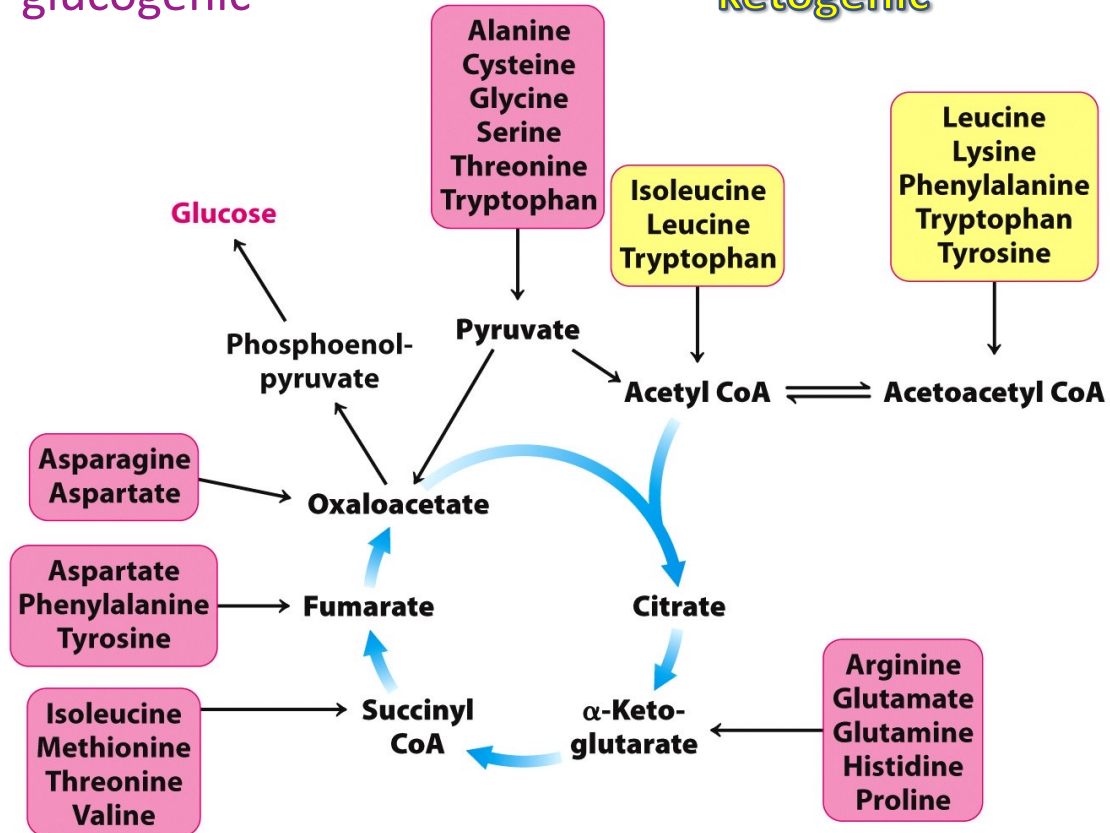 glucogenic
ketogenic
Alanine
Cysteine
Glycine
Serine
Threonine
Tryptophan
Isoleucine
Leucine
Tryptophan
Leucine
Lysine
Phenylalanine
Tryptophan
Tyrosine
Glucose
Phosphoenol-
pyruvate
Pyruvate
Acetyl CoA
Acetoacetyl CoA
Asparagine
Aspartate
Oxaloacetate
Aspartate
Phenylalanine
Tyrosine
Fumarate
Citrate
Isoleucine
Methionine
Threonine
Valine
Succinyl
CoA
α-Keto-
glutarate
Arginine
Glutamate
Glutamine
Histidine
Proline